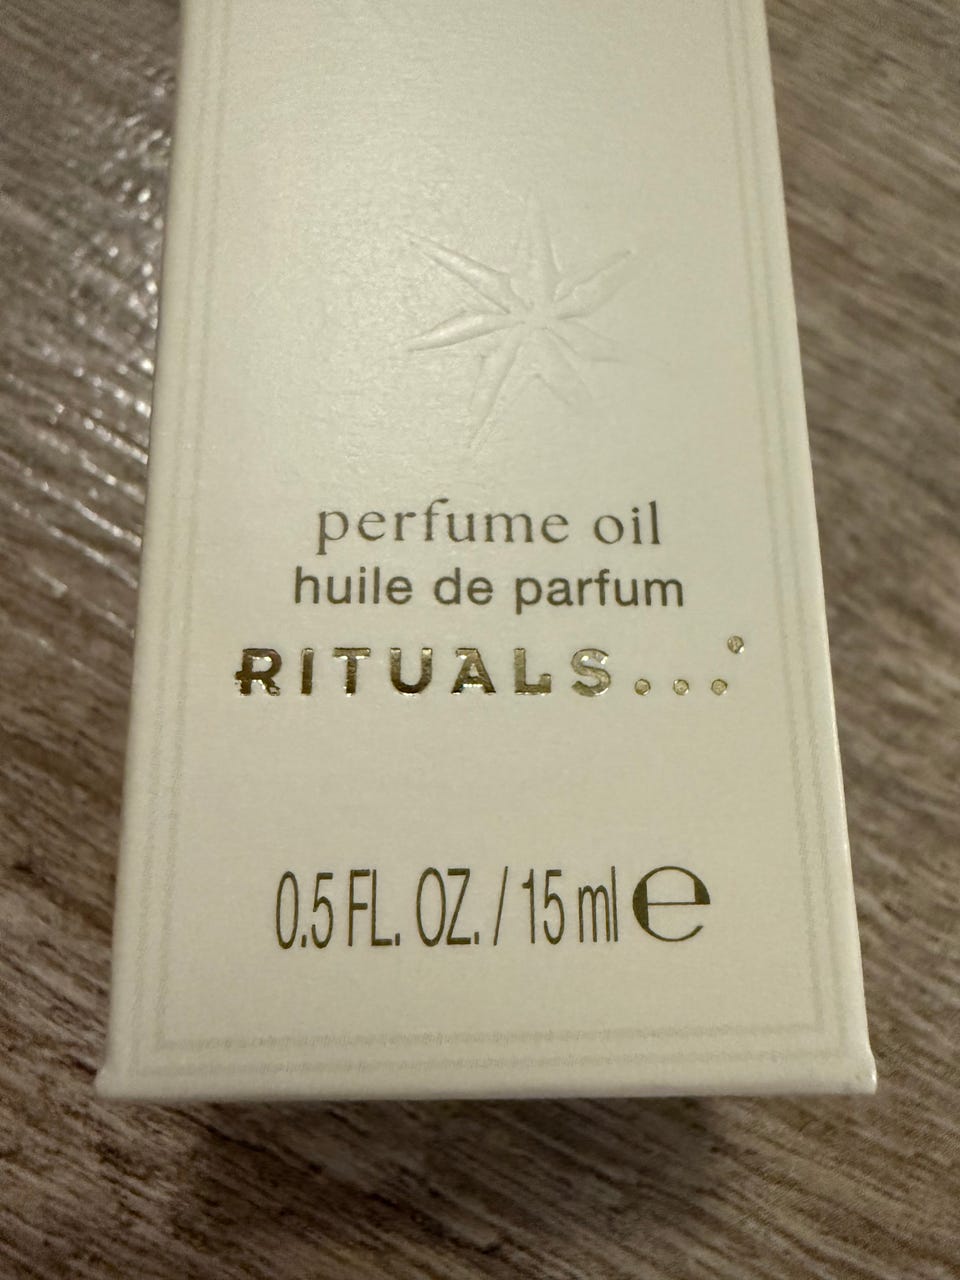 perfume oil
huile de parfum
RITUALS...°
0.5 FL. OZ. / 15 ml ℮